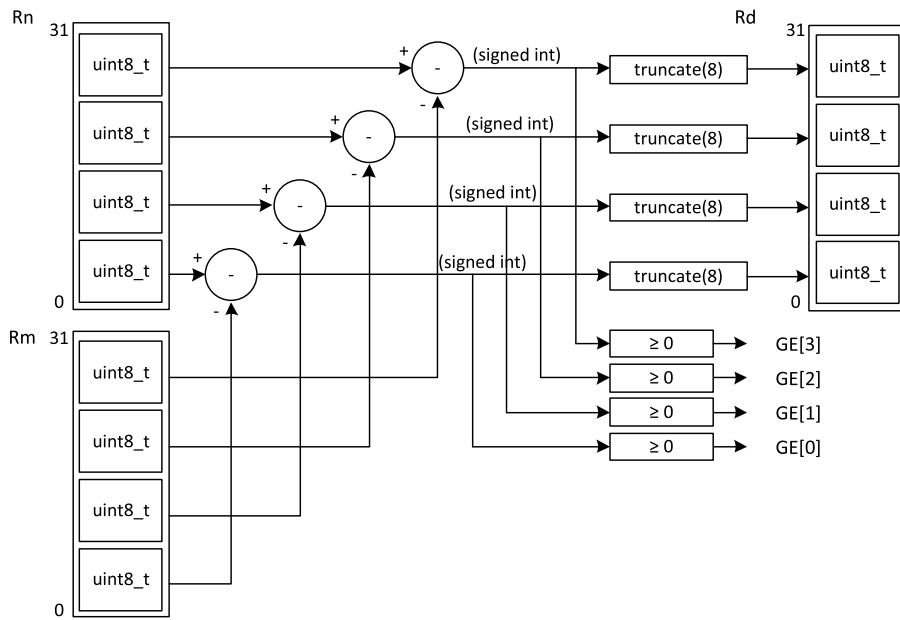 Rn
31
uint8_t
uint8_t
uint8_t
uint8_t
0
Rm
31
uint8_t
uint8_t
uint8_t
uint8_t
0
+
-
-
+
-
-
+
-
-
+
-
-
(signed int)
(signed int)
(signed int)
(signed int)
truncate(8)
truncate(8)
truncate(8)
truncate(8)
≥ 0
GE[3]
≥ 0
GE[2]
≥ 0
GE[1]
≥ 0
GE[0]
Rd
31
uint8_t
uint8_t
uint8_t
uint8_t
0